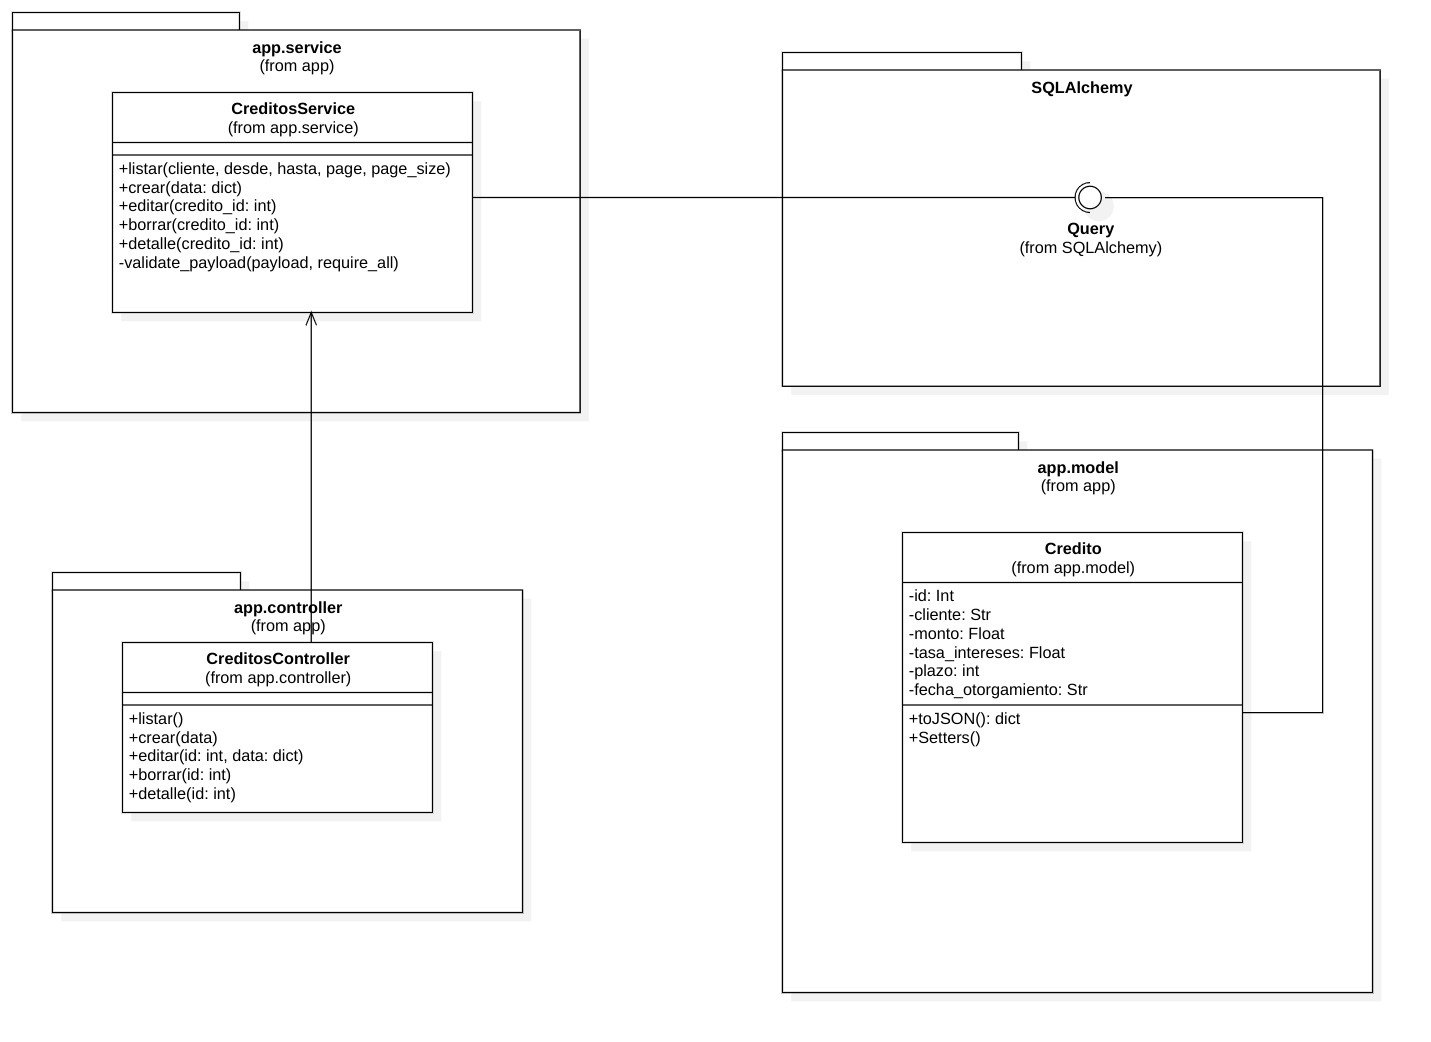 app.service
(from app)
CreditosService
(from app.service)
+listar(cliente, desde, hasta, page, page_size)
+crear(data: dict)
+editar(credito_id: int)
+borrar(credito_id: int)
+detalle(credito_id: int)
-validate_payload(payload, require_all)
SQLAlchemy
Query
(from SQLAlchemy)
app.controller
(from app)
CreditosController
(from app.controller)
+listar()
+crear(data)
+editar(id: int, data: dict)
+borrar(id: int)
+detalle(id: int)
app.model
(from app)
Credito
(from app.model)
-id: Int
-cliente: Str
-monto: Float
-tasa_intereses: Float
-plazo: int
-fecha_otorgamiento: Str
+toJSON(): dict
+Setters()